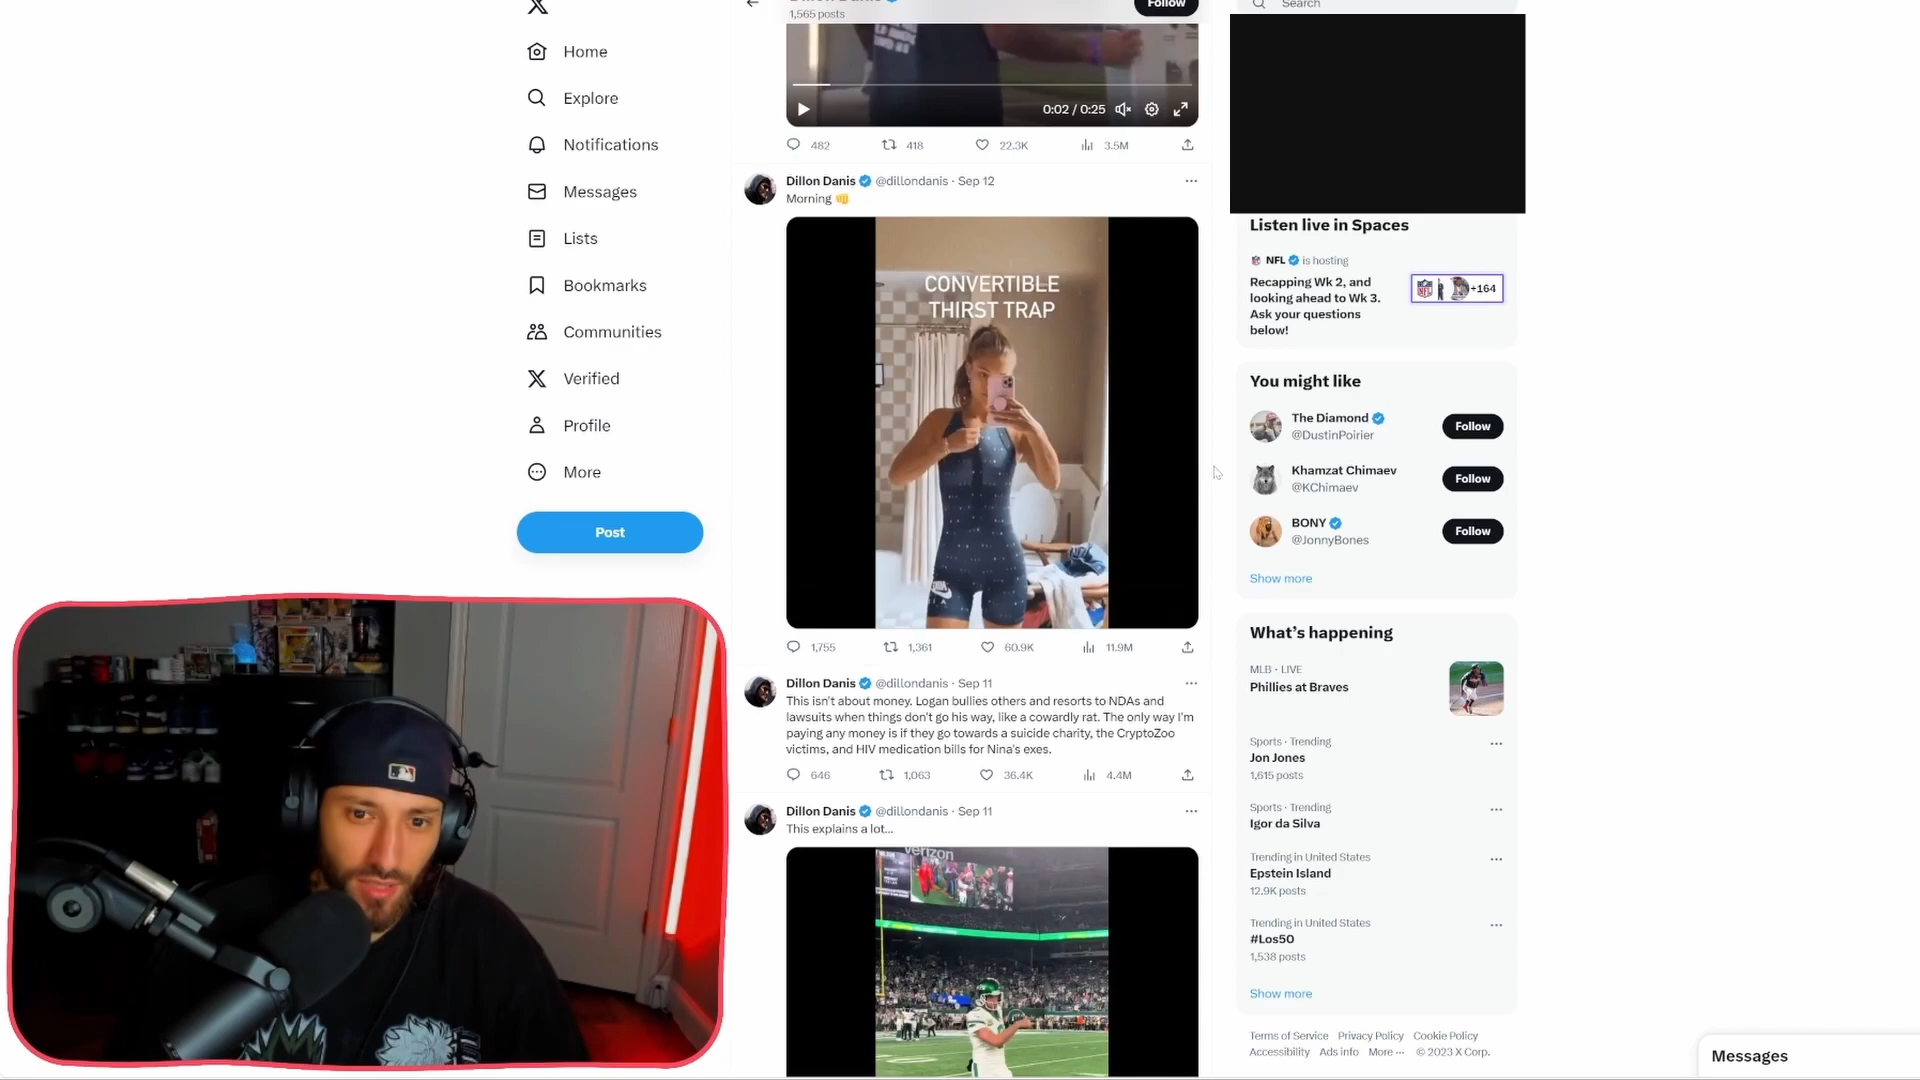 Home
Explore
Notifications
Messages
Lists
Bookmarks
Communities
Verified
Profile
More
Post
1,565 posts
Follow
0:02 / 0:25
482 418 22.3K 3.5M
Dillon Danis @dillondanis · Sep 12
Morning
CONVERTIBLE
THIRST TRAP
1,755 1,361 60.9K 11.9M
Dillon Danis @dillondanis · Sep 11
This isn't about money. Logan bullies others and resorts to NDAs and
lawsuits when things don't go his way, like a cowardly rat. The only way I'm
paying any money is if they go towards a suicide charity, the CryptoZoo
victims, and HIV medication bills for Nina's exes.
646 1,063 36.4K 4.4M
Dillon Danis @dillondanis · Sep 11
This explains a lot...
verizon
Search
Listen live in Spaces
NFL is hosting
Recapping Wk 2, and
looking ahead to Wk 3.
Ask your questions
below!
+164
You might like
The Diamond
@DustinPoirier
Follow
Khamzat Chimaev
@KChimaev
Follow
BONY
@JonnyBones
Follow
Show more
What's happening
MLB · LIVE
Phillies at Braves
Sports · Trending
Jon Jones
1,615 posts
Sports · Trending
Igor da Silva
Trending in United States
Epstein Island
12.9K posts
Trending in United States
#Los50
1,538 posts
Show more
Terms of Service Privacy Policy Cookie Policy
Accessibility Ads info More ··· © 2023 X Corp.
Messages